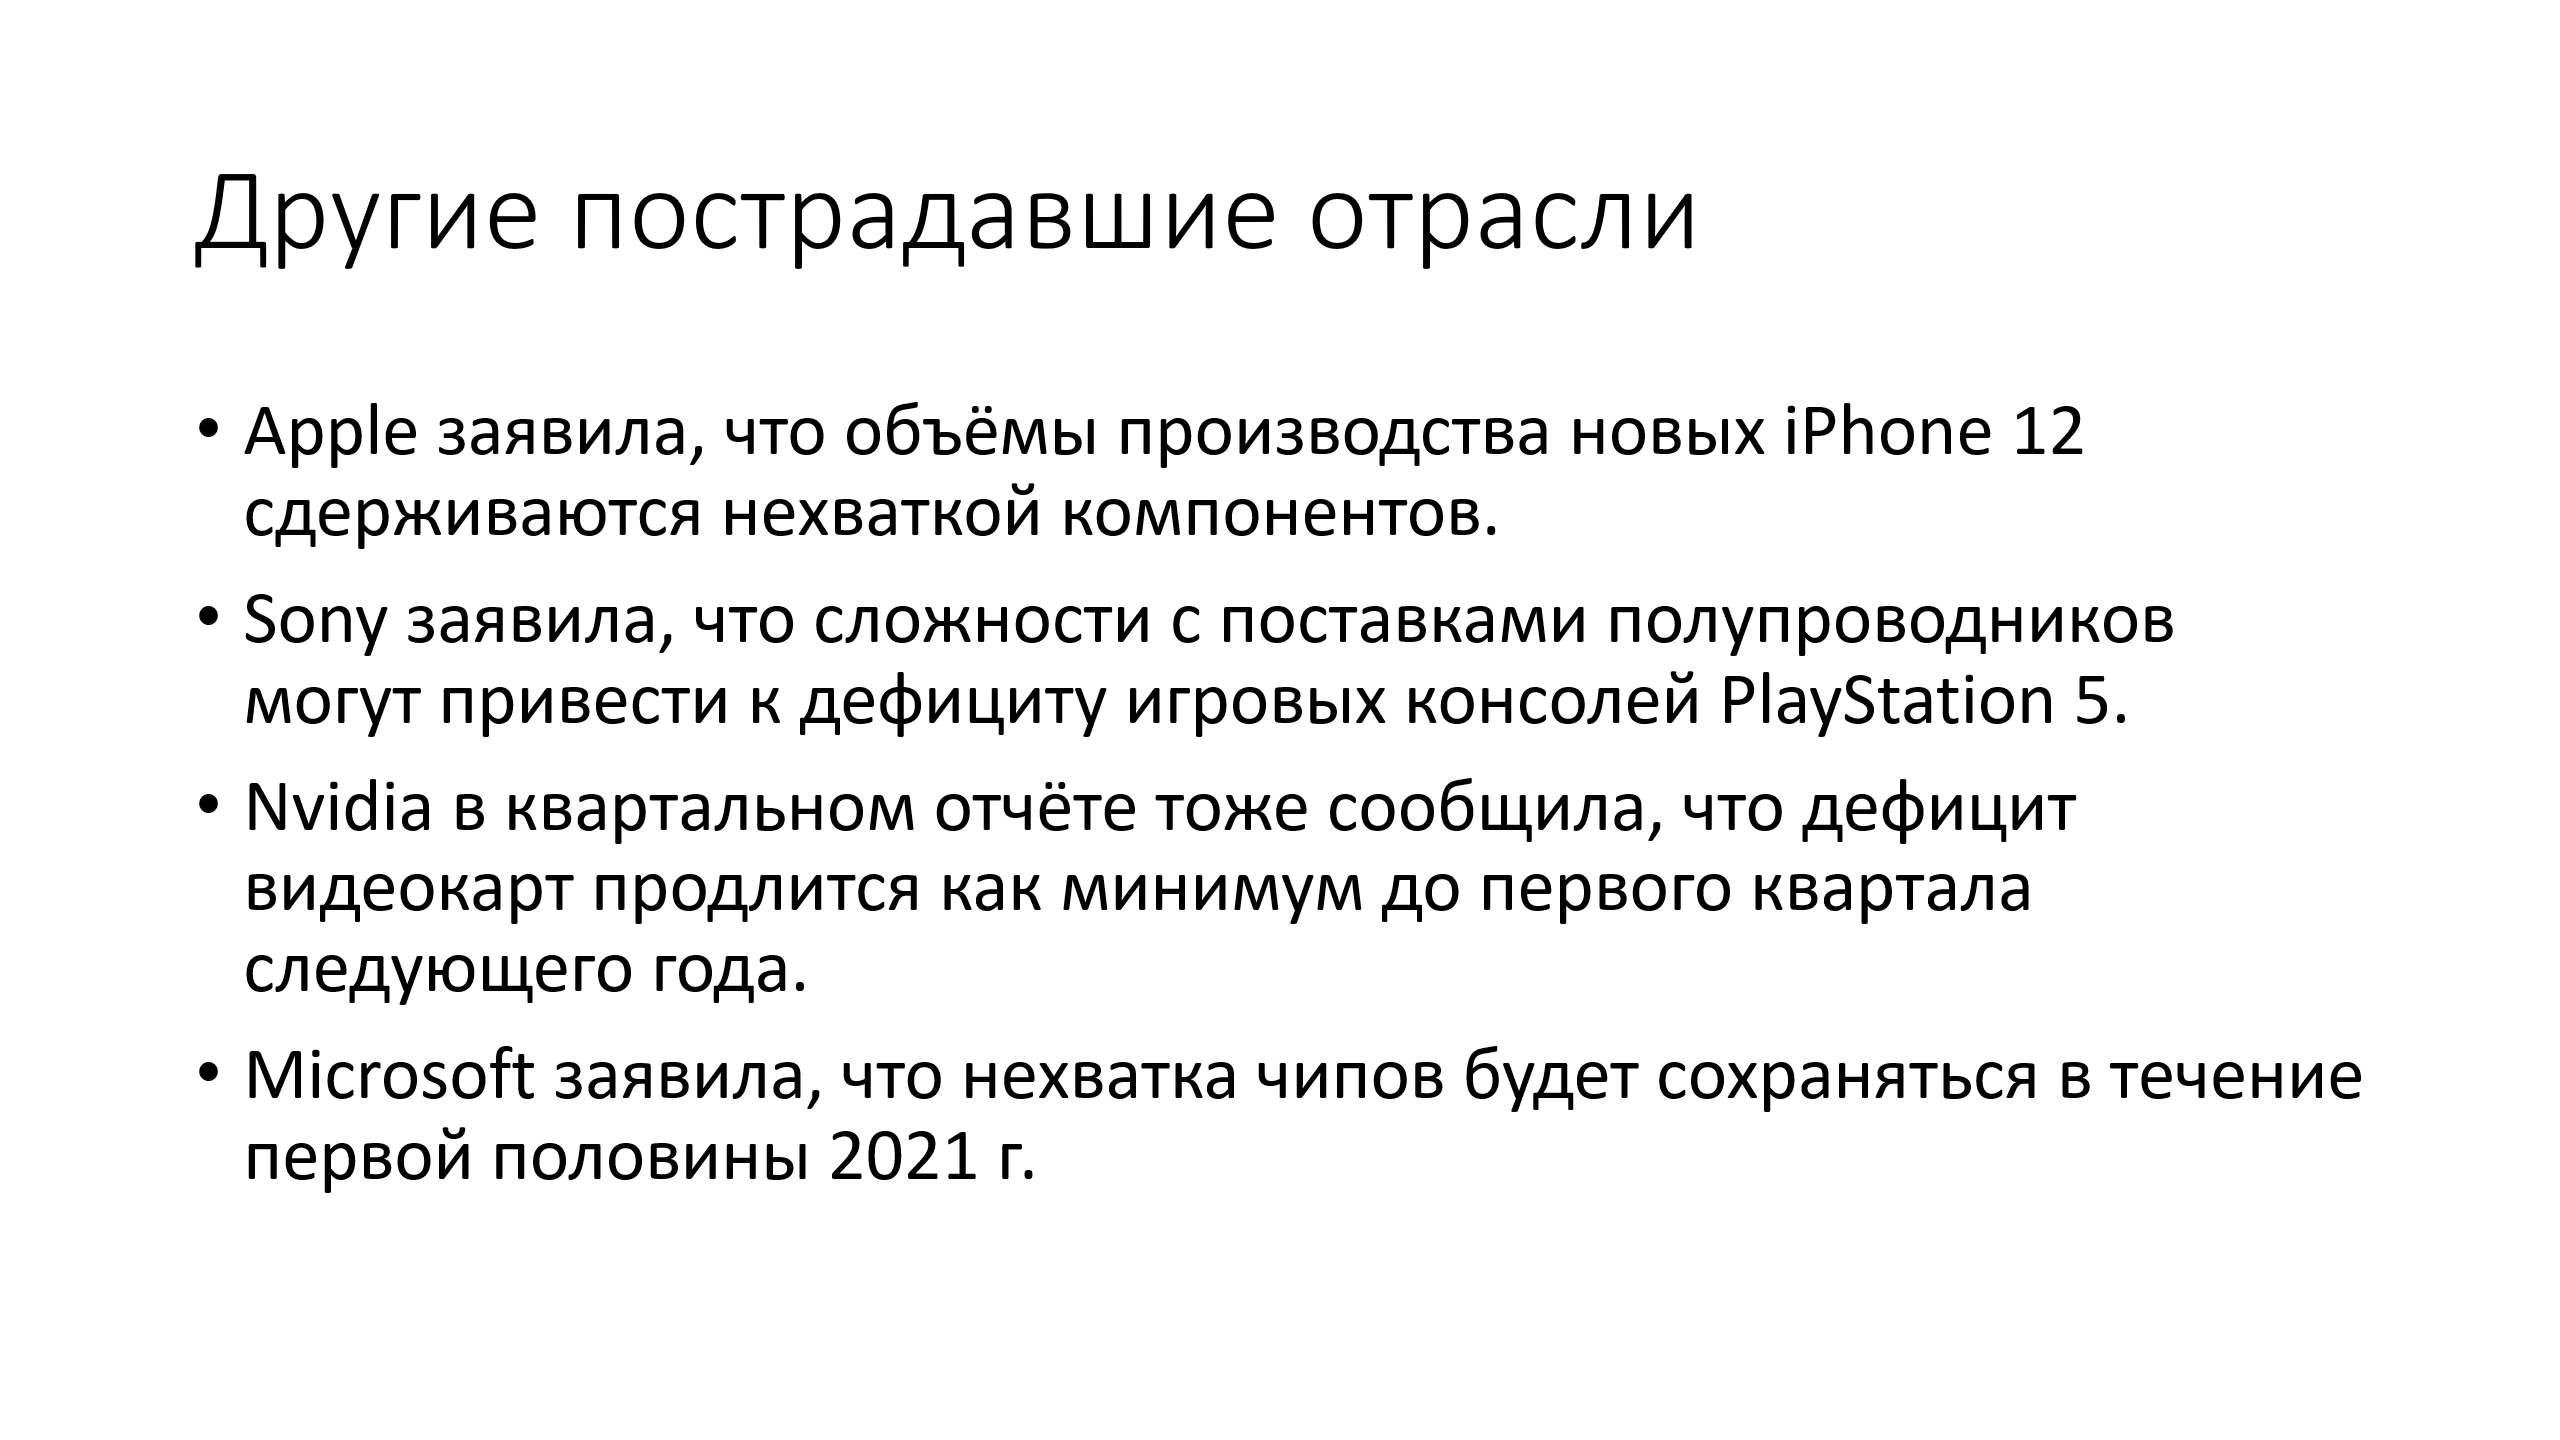 Другие пострадавшие отрасли
• Apple заявила, что объёмы производства новых iPhone 12
сдерживаются нехваткой компонентов.
• Sony заявила, что сложности с поставками полупроводников
могут привести к дефициту игровых консолей PlayStation 5.
• Nvidia в квартальном отчёте тоже сообщила, что дефицит
видеокарт продлится как минимум до первого квартала
следующего года.
• Microsoft заявила, что нехватка чипов будет сохраняться в течение
первой половины 2021 г.